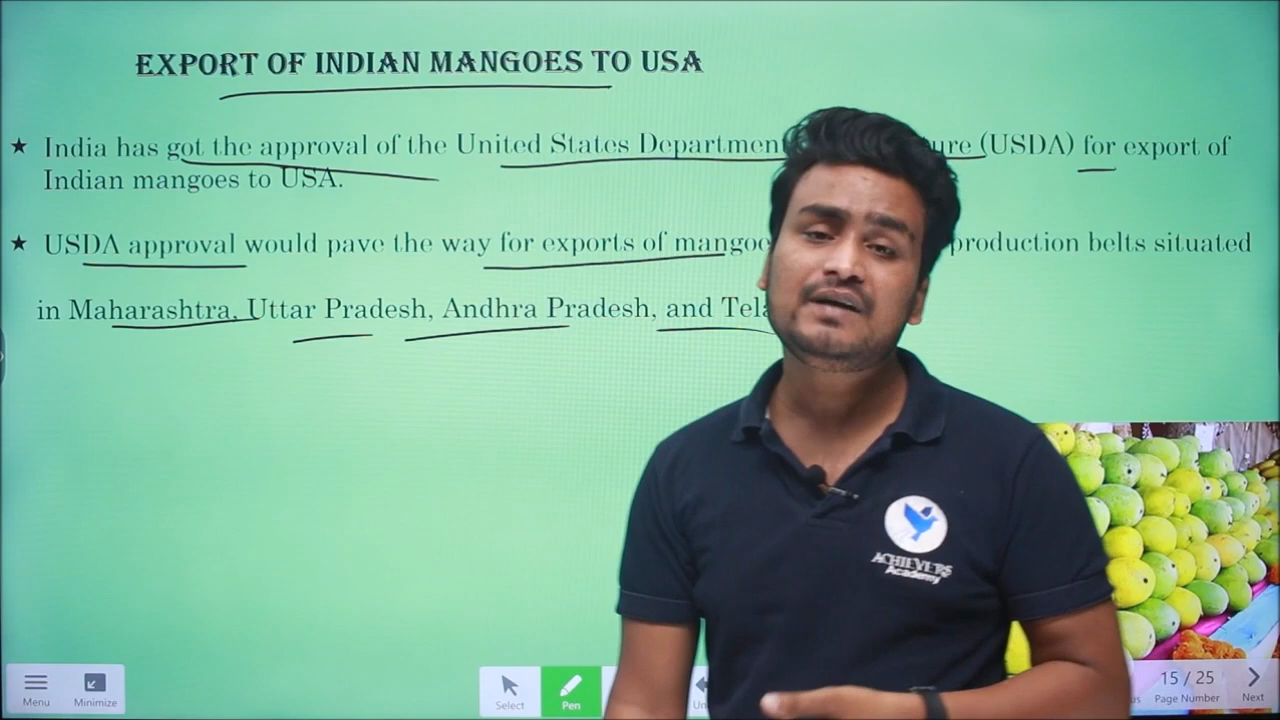 EXPORT OF INDIAN MANGOES TO USA
★ India has got the approval of the United States Department ure (USDA) for export of
Indian mangoes to USA.
★ USDA approval would pave the way for exports of production belts situated
in Maharashtra, Uttar Pradesh, Andhra Pradesh, and
ACHIEVERS
Academy
Menu
Minimize
Select
Pen
15 / 25
Page Number
Next